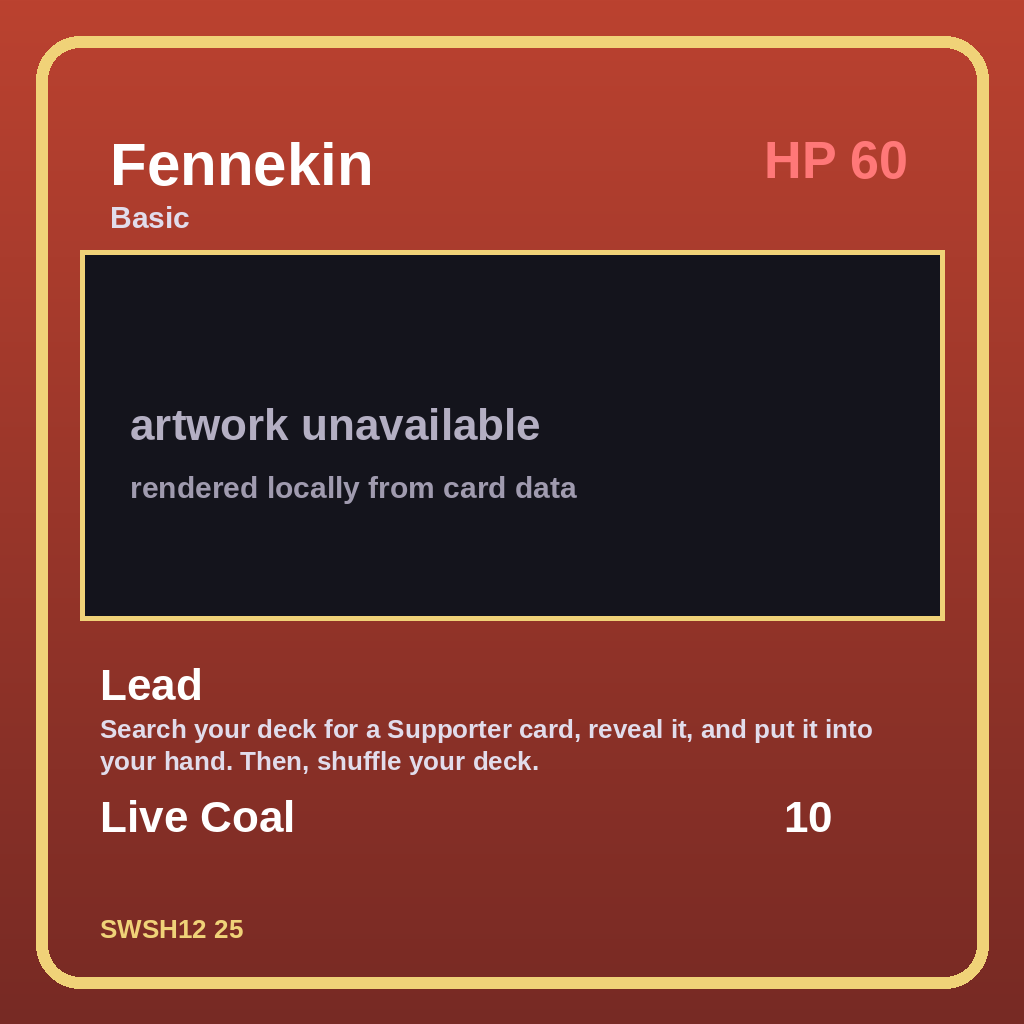 Fennekin
HP 60
Basic
artwork unavailable
rendered locally from card data
Lead
Search your deck for a Supporter card, reveal it, and put it into
your hand. Then, shuffle your deck.
Live Coal 10
SWSH12 25